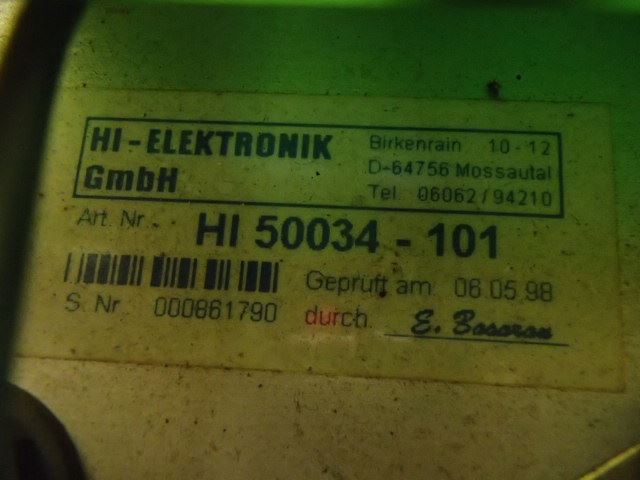 HI-ELEKTRONIK
GmbH
Birkenrain 10-12
D-64756 Mossautal
Tel. 06062/94210
Art. Nr. HI 50034-101
Geprüft am: 06.05.98
S. Nr. 000861790
durch: E.